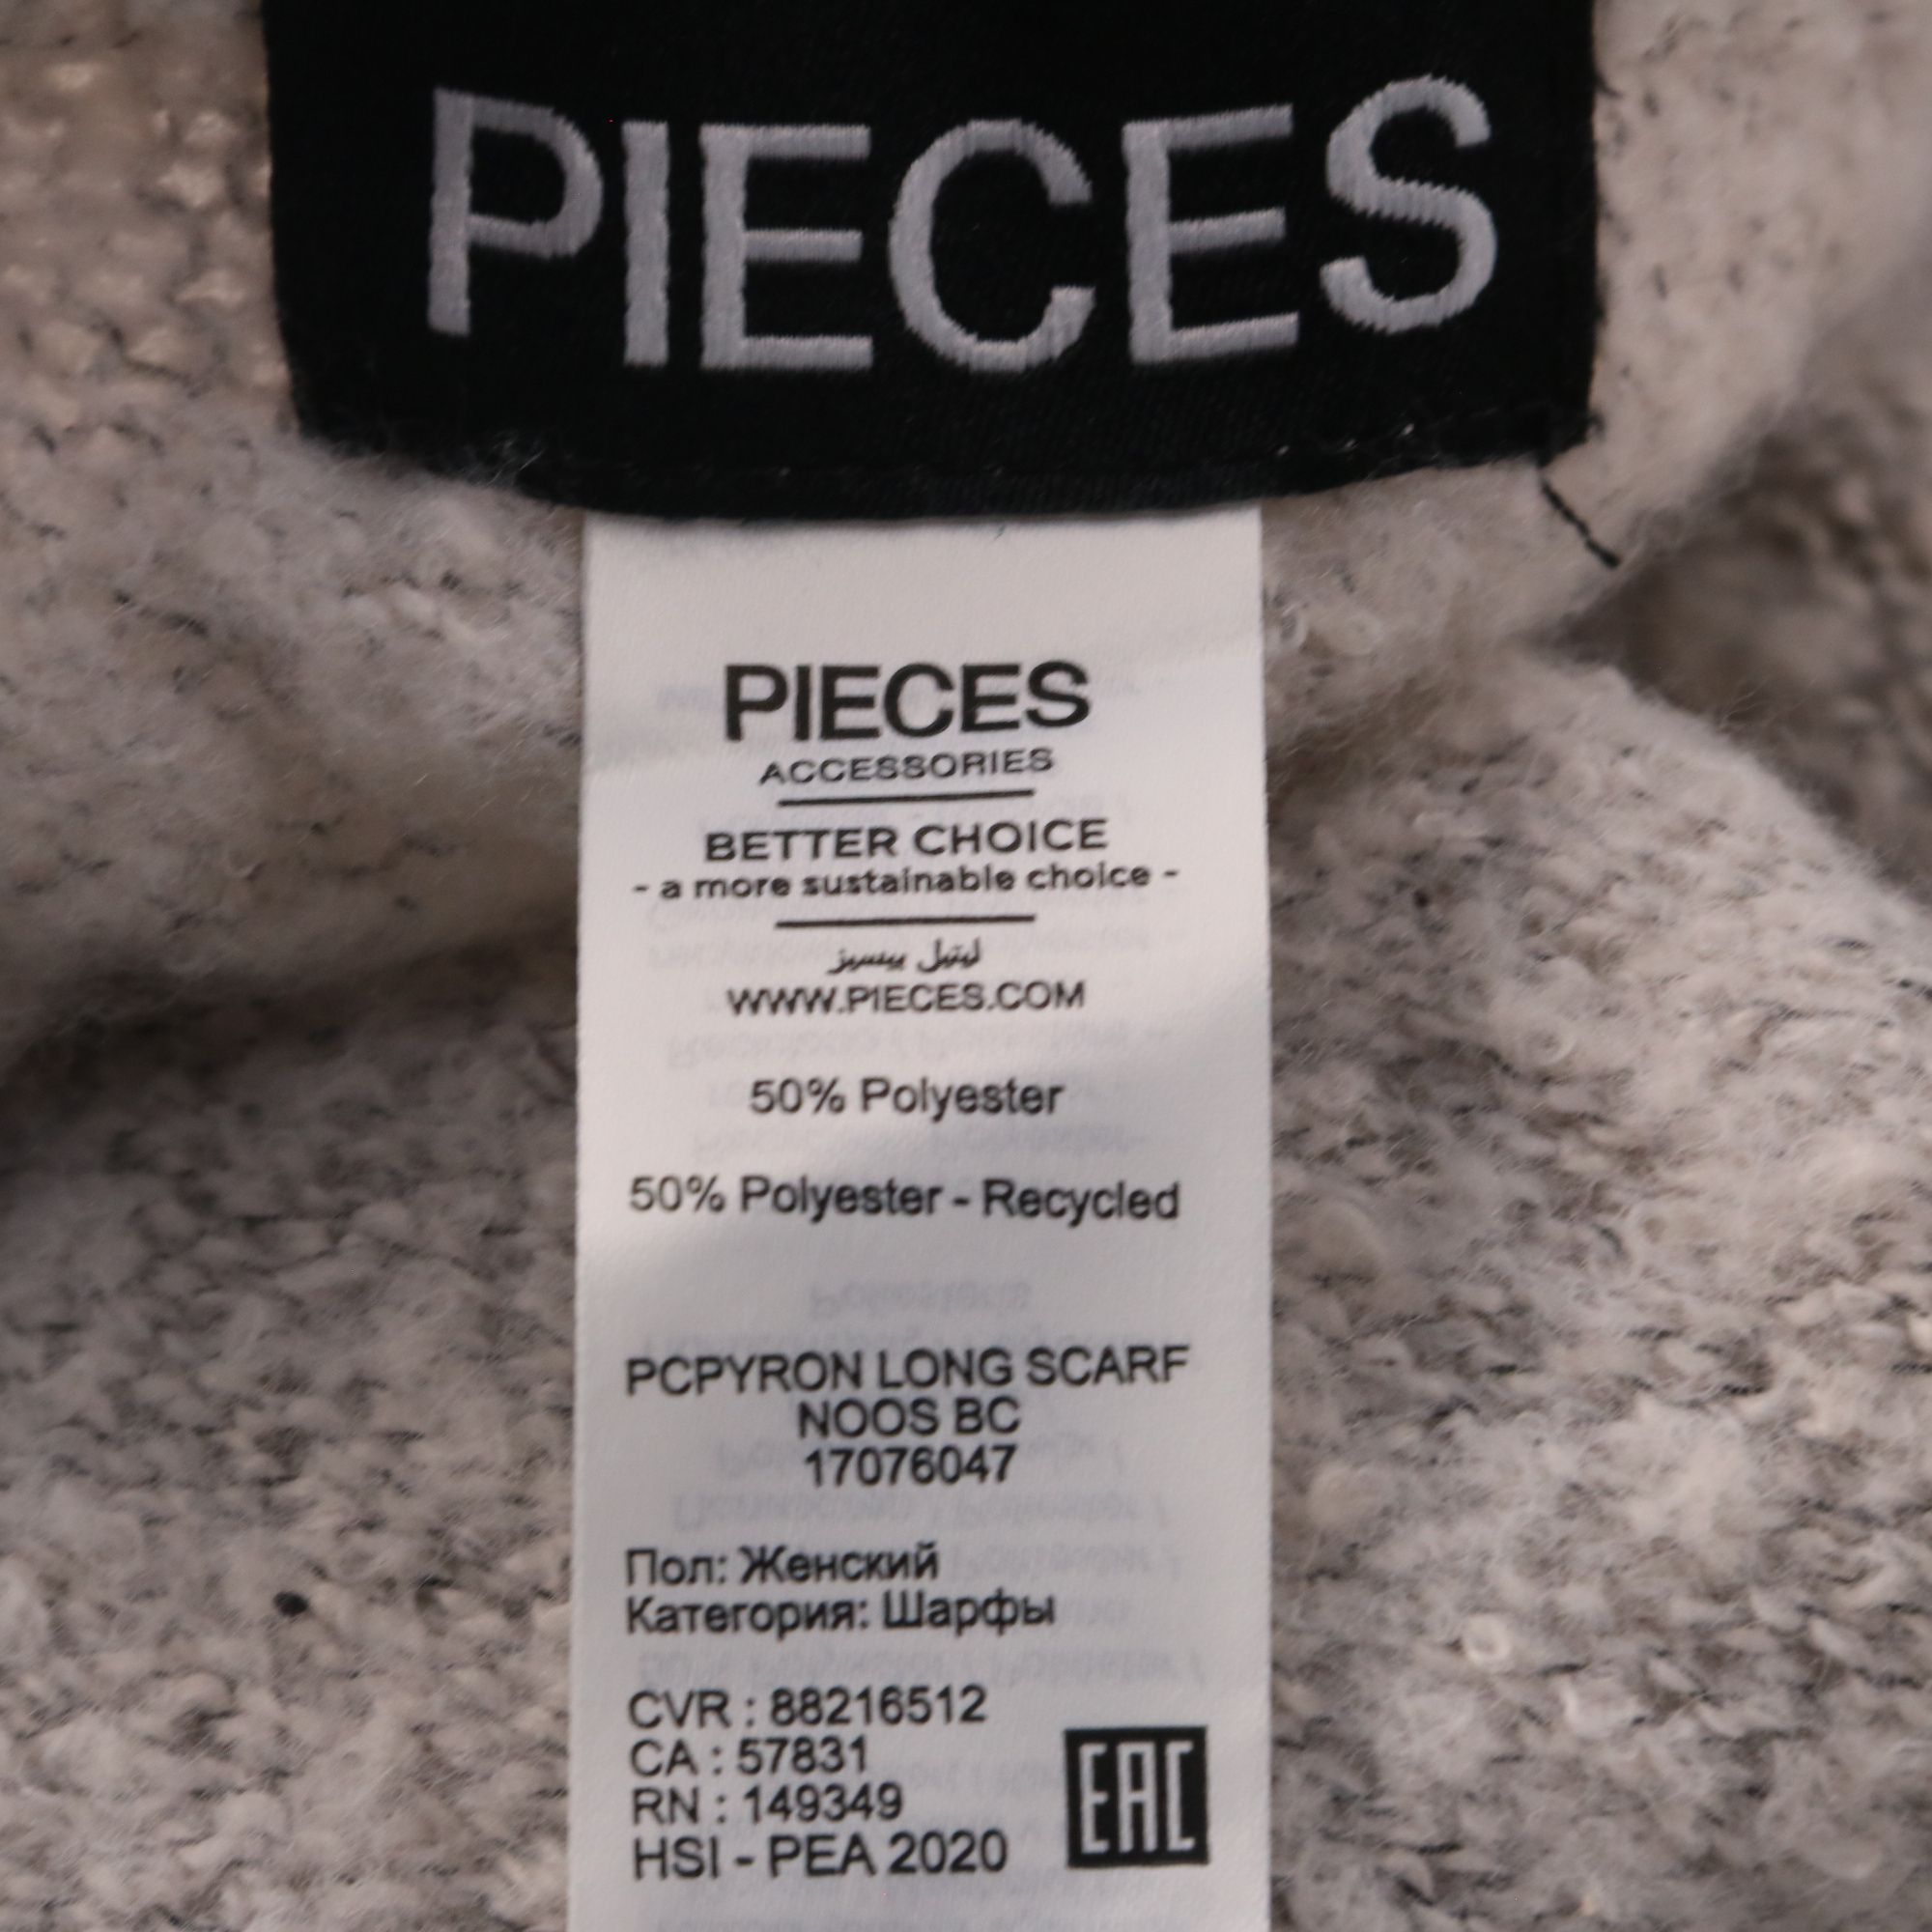 PIECES
PIECES
ACCESSORIES
BETTER CHOICE
- a more sustainable choice -
ليتيل بيسيز
WWW.PIECES.COM
50% Polyester
50% Polyester - Recycled
PCPYRON LONG SCARF
NOOS BC
17076047
Пол: Женский
Категория: Шарфы
CVR : 88216512
CA : 57831
RN : 149349
HSI - PEA 2020
EAC